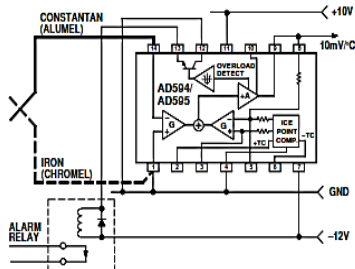 CONSTANTAN
(ALUMEL)
+10V
10mV/°C
14 13 12 11 10 9 8
OVERLOAD
DETECT
AD594/
AD595
+A
G
G
ICE
POINT
COMP.
–TC
+TC
1 2 3 4 5 6 7
IRON
(CHROMEL)
GND
ALARM
RELAY
–12V